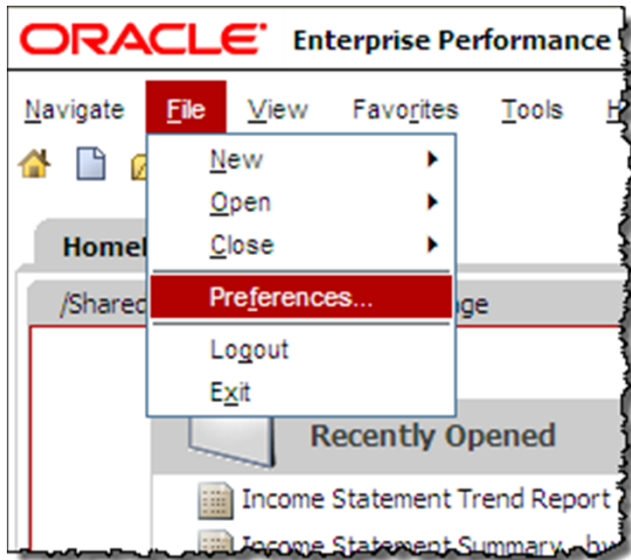 ORACLE Enterprise Performance
Navigate File View Favorites Tools H
New
Open
Close
Home
/Shared ge
Preferences...
Logout
Exit
Recently Opened
Income Statement Trend Report
Income Statement Summary - by